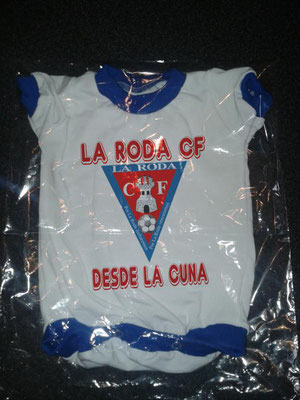 LA RODA CF
LA RODA
C F
DESDE LA CUNA